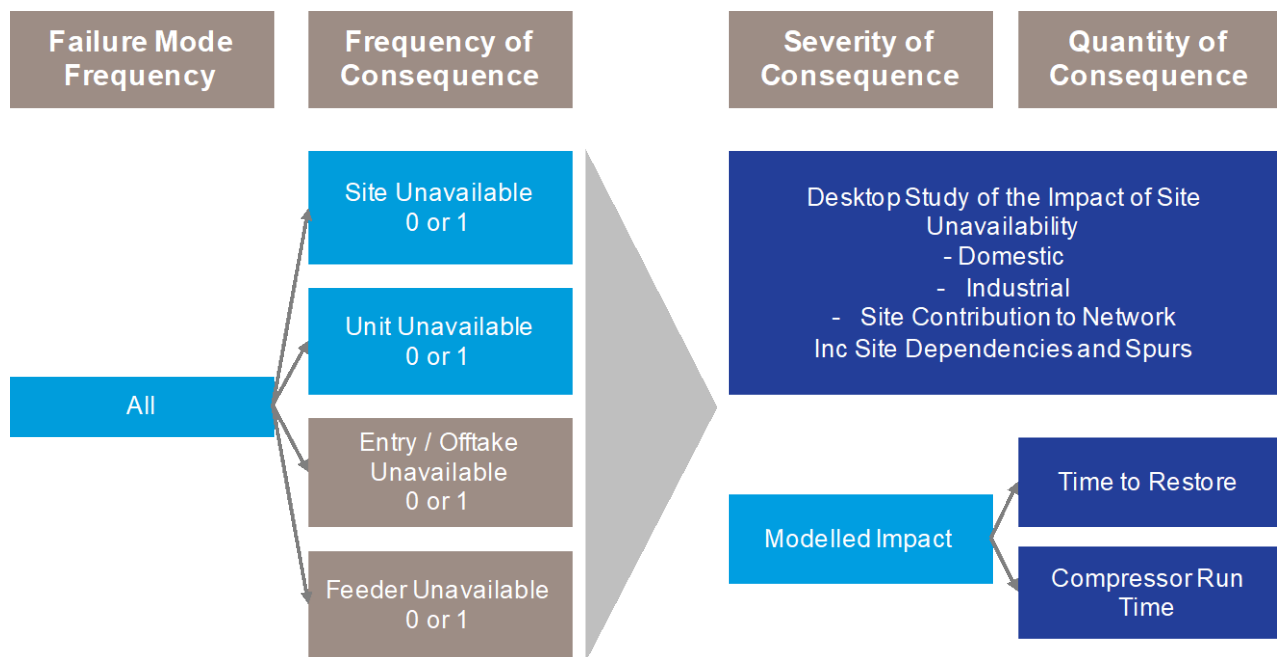 Failure Mode
Frequency
Frequency of
Consequence
Severity of
Consequence
Quantity of
Consequence
All
Site Unavailable
0 or 1
Unit Unavailable
0 or 1
Entry / Offtake
Unavailable
0 or 1
Feeder Unavailable
0 or 1
Desktop Study of the Impact of Site
Unavailability
- Domestic
- Industrial
- Site Contribution to Network
Inc Site Dependencies and Spurs
Modelled Impact
Time to Restore
Compressor Run
Time